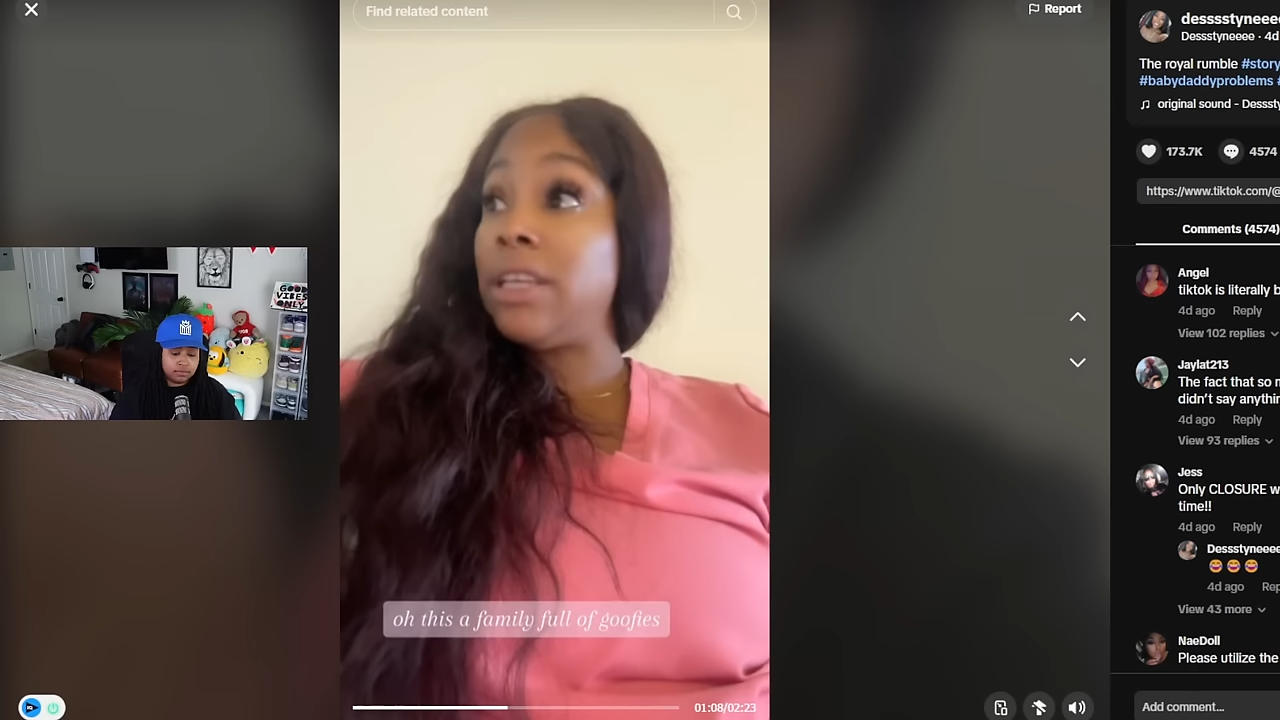 Find related content
Report
desssstyneee
Dessstyneeee · 4d
The royal rumble #story
#babydaddyproblems
original sound - Dessst
173.7K
4574
https://www.tiktok.com/@
Comments (4574)
Angel
tiktok is literally b
4d ago Reply
View 102 replies
Jaylat213
The fact that so m
didn't say anythin
4d ago Reply
View 93 replies
Jess
Only CLOSURE w
time!!
4d ago Reply
Dessstyneeee
4d ago Rep
View 43 more
NaeDoll
Please utilize the
Add comment...
GOOD
VIBES
ONLY
oh this a family full of goofies
01:08/02:23